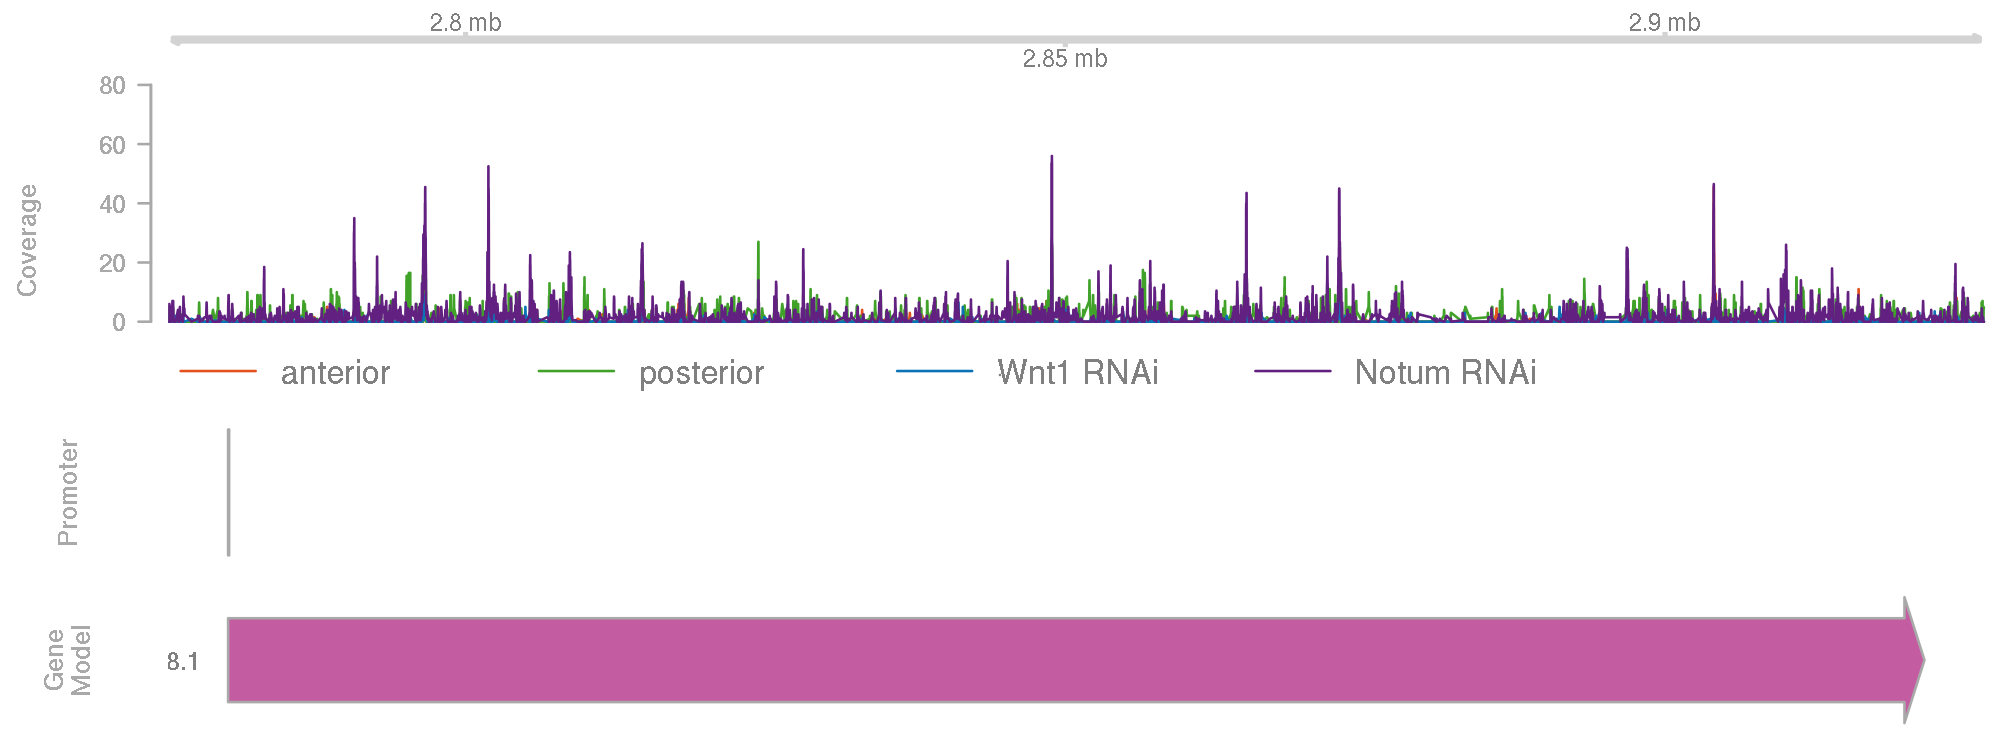 2.8 mb
2.9 mb
2.85 mb
80
60
40
20
0
Coverage
anterior posterior Wnt1 RNAi Notum RNAi
Promoter
Gene
Model
8.1